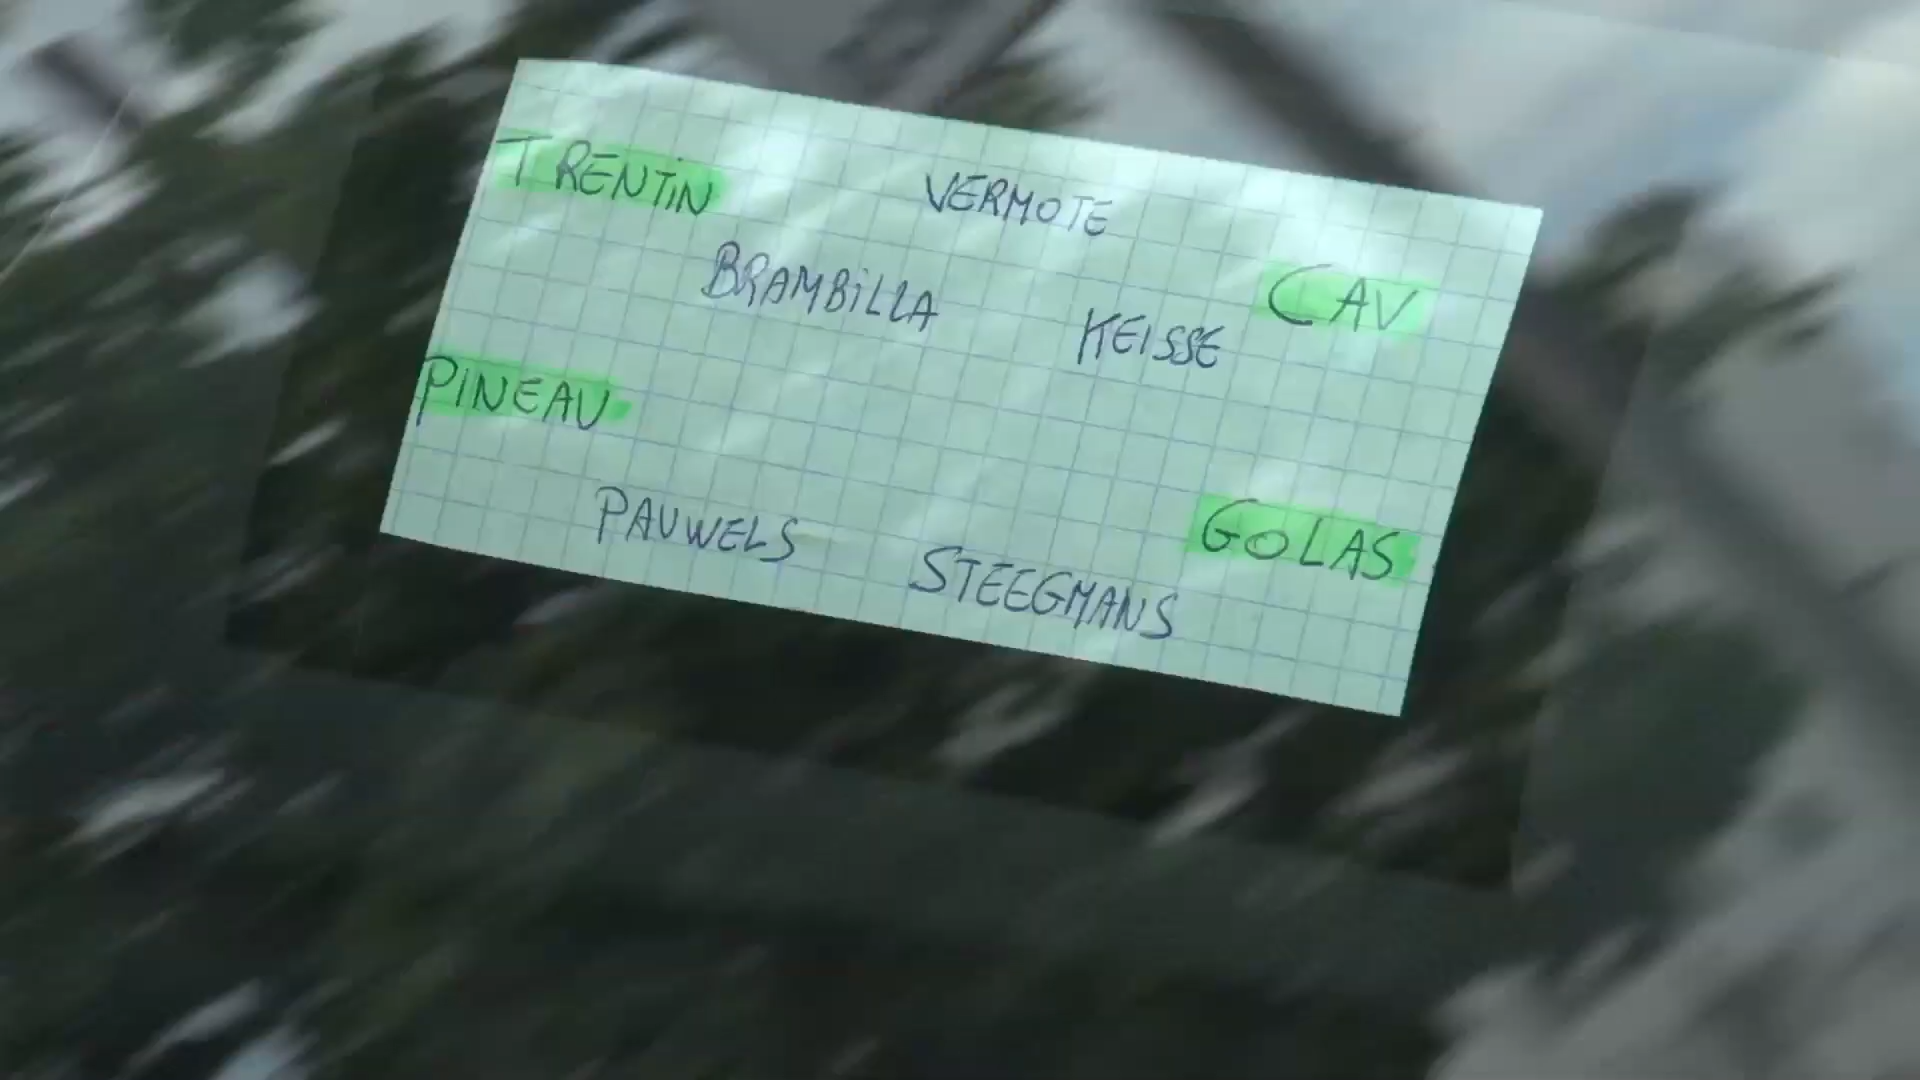 TRENTIN
VERMOTE
BRAMBILLA
KEISSE
CAV
PINEAU
PAUWELS
STEEGMANS
GOLAS